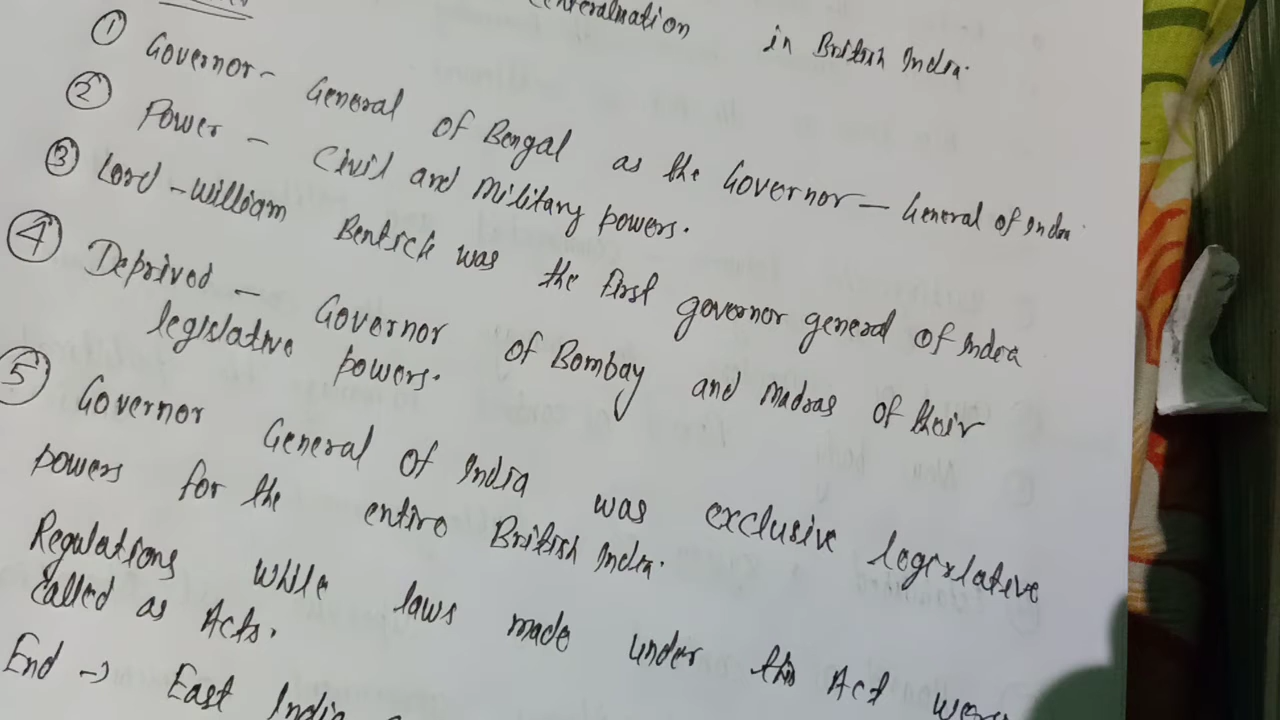 in British India.
① Governor- General of Bengal as the Governor - General of India.
② Power - Civil and Military powers.
③ Lord - William Bentick was the first governor general of India
④ Deprived - Governor of Bombay and Madras of their
legislative powers.
⑤ Governor General of India was exclusive legislative
powers for the entire British India.
Regulations while laws made under this Act were
called as Acts.
End → East India